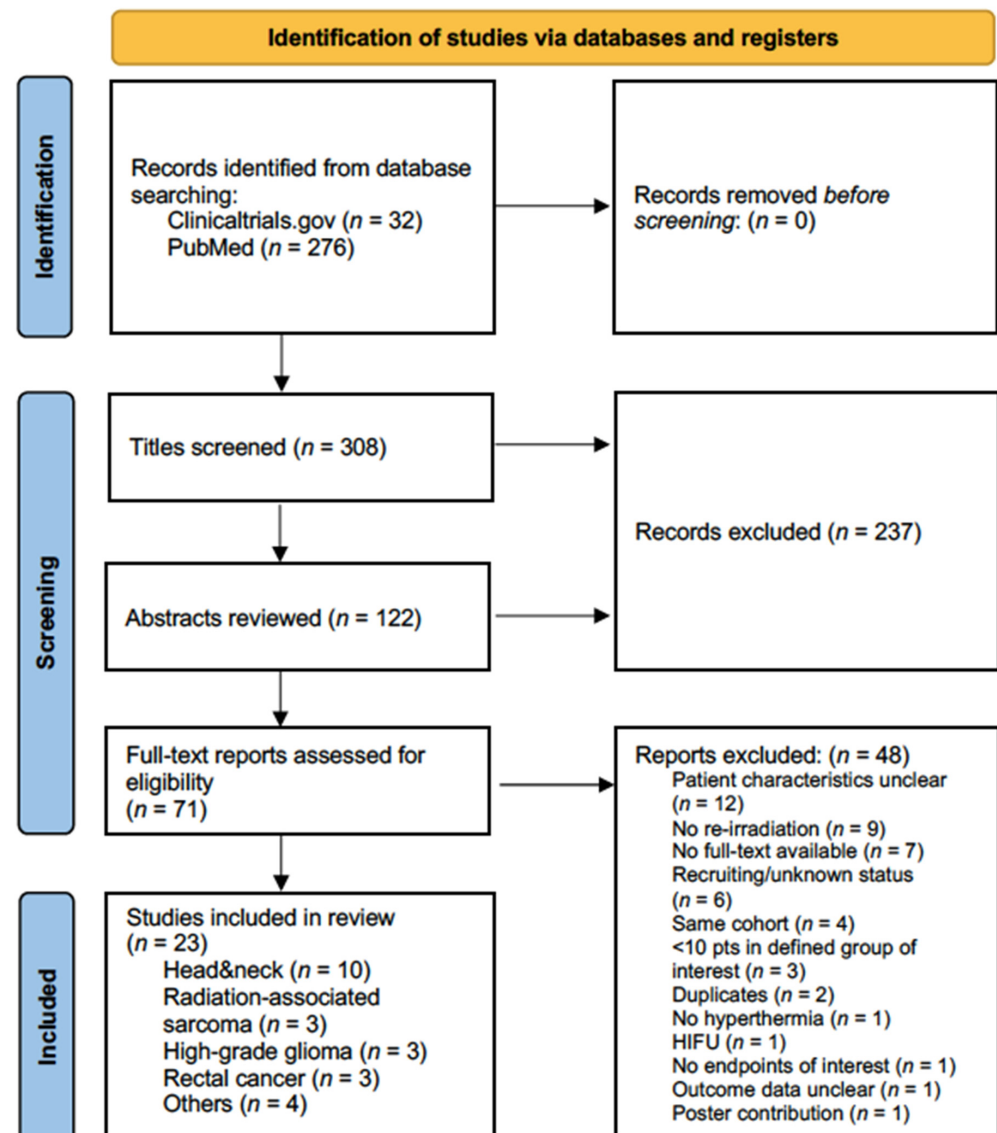 Identification of studies via databases and registers
Identification
Records identified from database
searching:
Clinicaltrials.gov (n = 32)
PubMed (n = 276)
Records removed before
screening: (n = 0)
Screening
Titles screened (n = 308)
Records excluded (n = 237)
Abstracts reviewed (n = 122)
Full-text reports assessed for
eligibility
(n = 71)
Reports excluded: (n = 48)
Patient characteristics unclear
(n = 12)
No re-irradiation (n = 9)
No full-text available (n = 7)
Recruiting/unknown status
(n = 6)
Same cohort (n = 4)
<10 pts in defined group of
interest (n = 3)
Duplicates (n = 2)
No hyperthermia (n = 1)
HIFU (n = 1)
No endpoints of interest (n = 1)
Outcome data unclear (n = 1)
Poster contribution (n = 1)
Included
Studies included in review
(n = 23)
Head&neck (n = 10)
Radiation-associated
sarcoma (n = 3)
High-grade glioma (n = 3)
Rectal cancer (n = 3)
Others (n = 4)